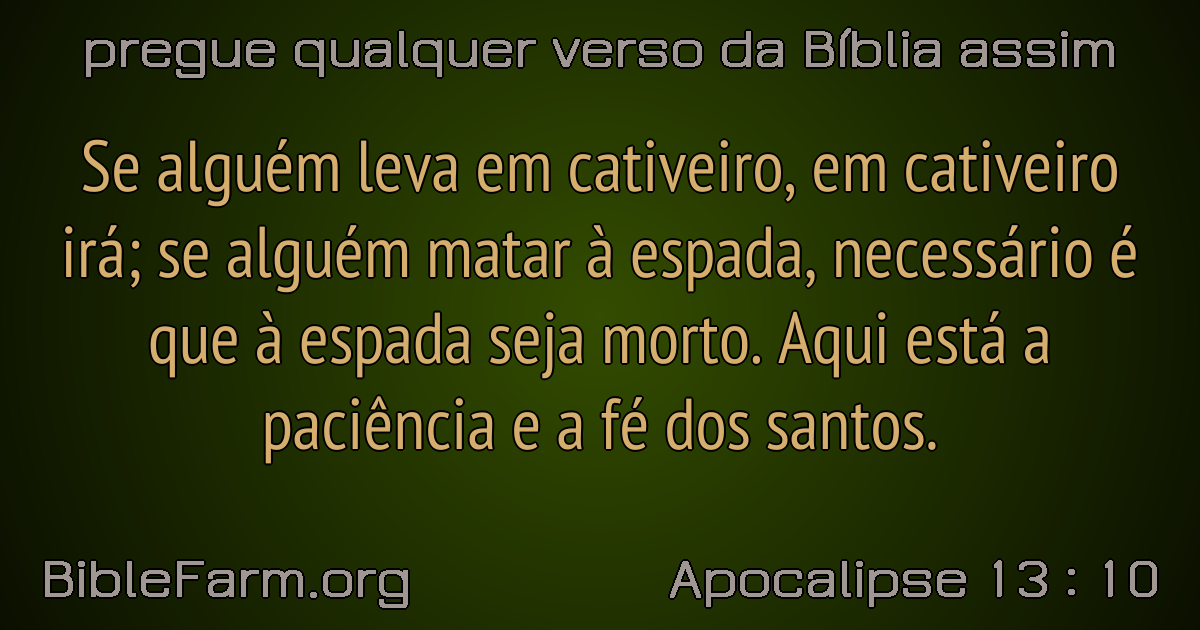 pregue qualquer verso da Bíblia assim
Se alguém leva em cativeiro, em cativeiro
irá; se alguém matar à espada, necessário é
que à espada seja morto. Aqui está a
paciência e a fé dos santos.
BibleFarm.org
Apocalipse 13 : 10